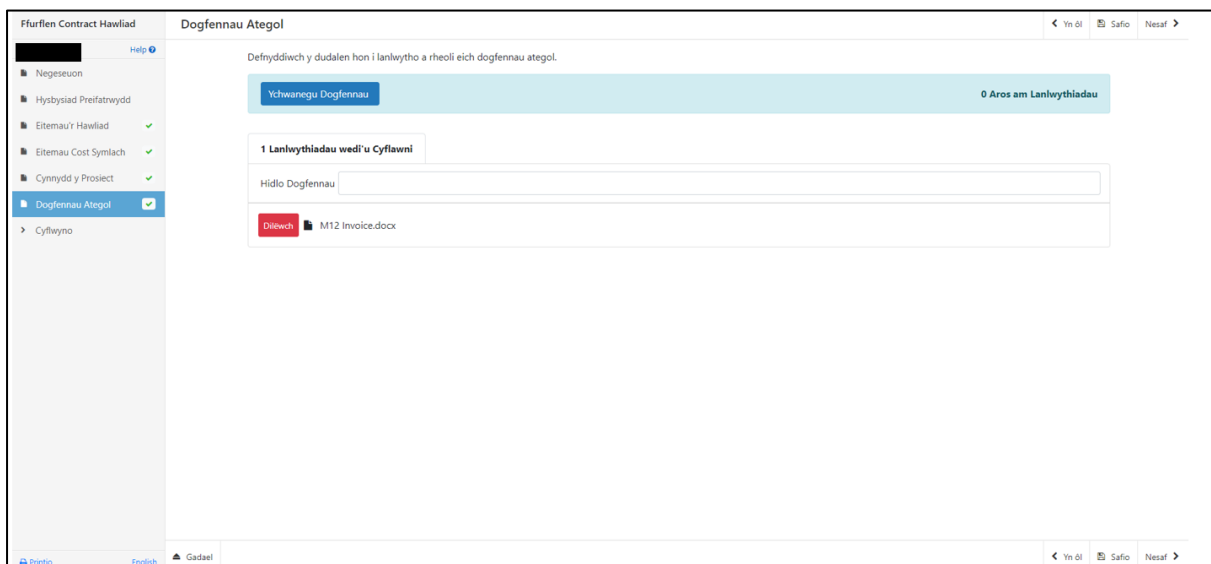 Ffurflen Contract Hawliad
Dogfennau Ategol
Yn ôl
Safio
Nesaf
Help
Negeseuon
Hysbysiad Preifatrwydd
Eitemau'r Hawliad
Eitemau Cost Symlach
Cynnydd y Prosiect
Dogfennau Ategol
Cyflwyno
Defnyddiwch y dudalen hon i lanlwytho a rheoli eich dogfennau ategol.
Ychwanegu Dogfennau
0 Aros am Lanlwythiadau
1 Lanlwythiadau wedi'u Cyflawni
Hidlo Dogfennau
Dilëwch
M12 Invoice.docx
Printio
English
Gadael
Yn ôl
Safio
Nesaf